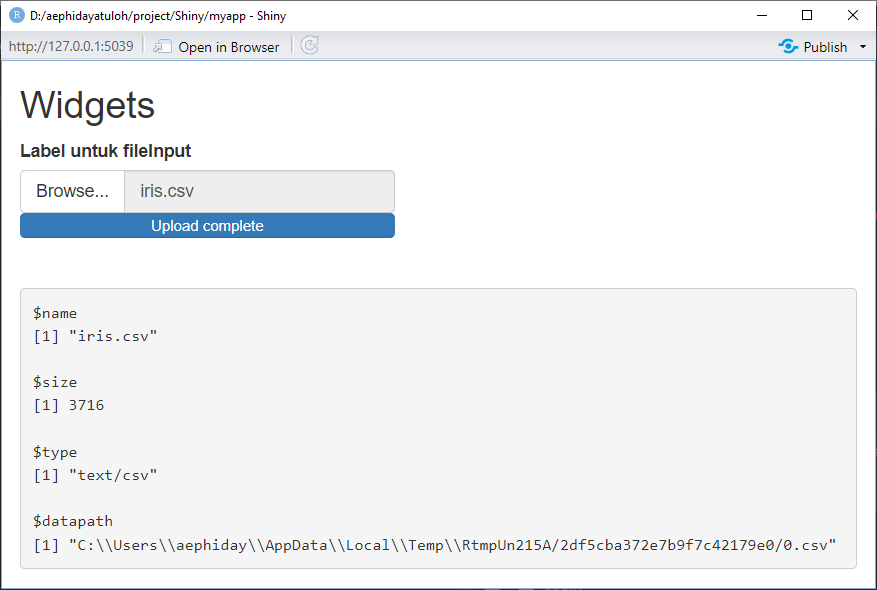 R D:/aephidayatuloh/project/Shiny/myapp - Shiny
http://127.0.0.1:5039 Open in Browser Publish
Widgets
Label untuk fileInput
Browse... iris.csv
Upload complete
$name
[1] "iris.csv"
$size
[1] 3716
$type
[1] "text/csv"
$datapath
[1] "C:\\Users\\aephiday\\AppData\\Local\\Temp\\RtmpUn215A/2df5cba372e7b9f7c42179e0/0.csv"